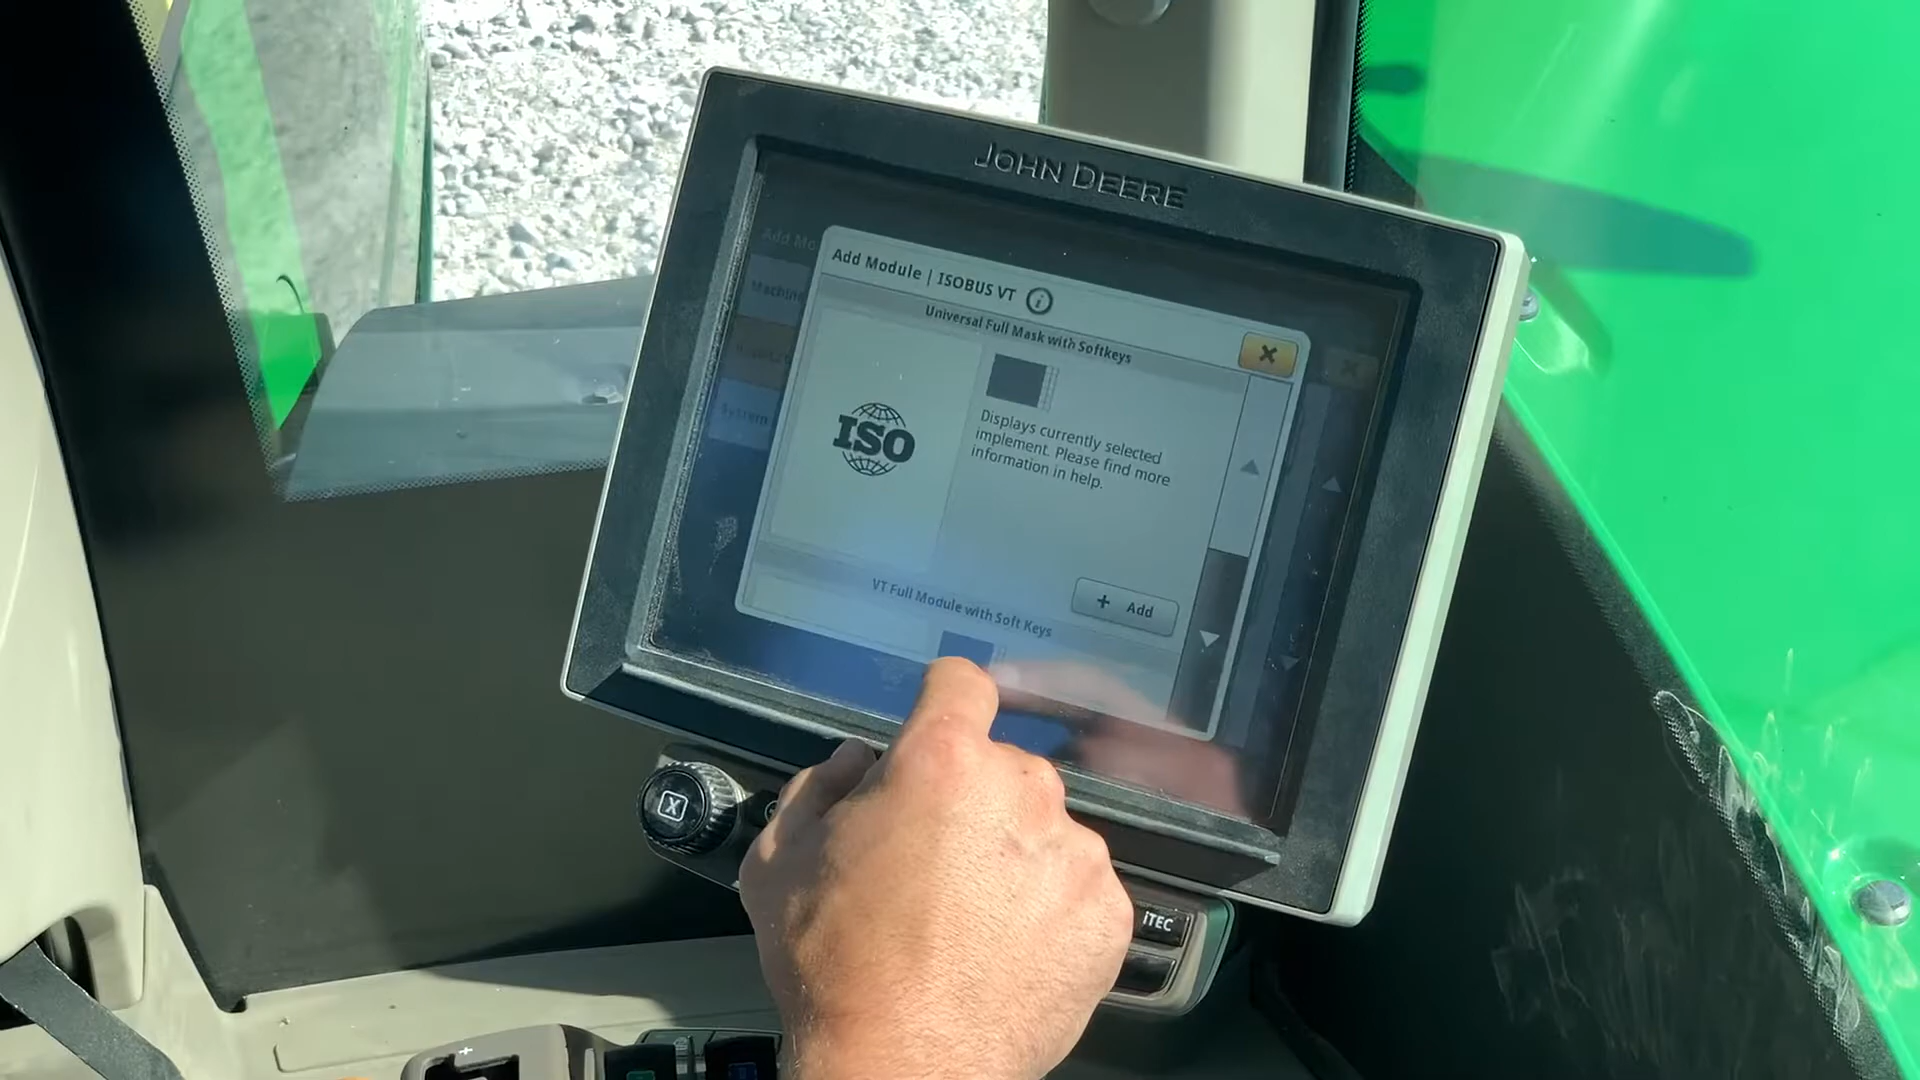 JOHN DEERE
Add Mo
Add Module | ISOBUS VT
Machine
Universal Full Mask with Softkeys
ISO
Displays currently selected
implement. Please find more
information in help.
System
+ Add
VT Full Module with Soft Keys
X
iTEC